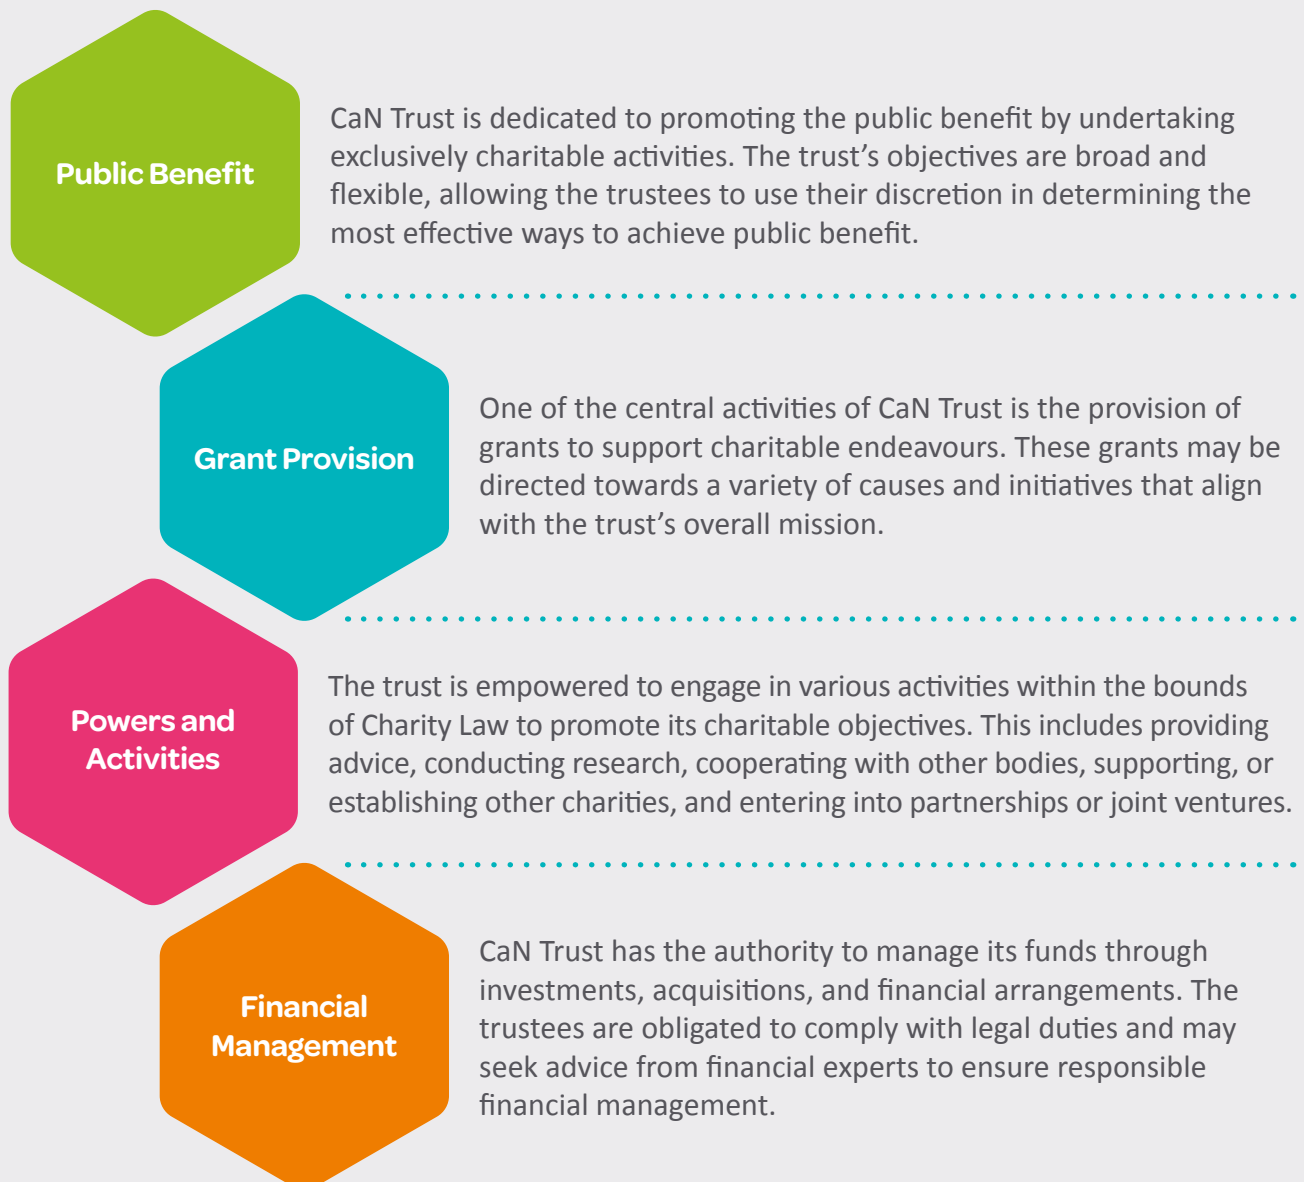 Public Benefit
CaN Trust is dedicated to promoting the public benefit by undertaking
exclusively charitable activities. The trust’s objectives are broad and
flexible, allowing the trustees to use their discretion in determining the
most effective ways to achieve public benefit.
Grant Provision
One of the central activities of CaN Trust is the provision of
grants to support charitable endeavours. These grants may be
directed towards a variety of causes and initiatives that align
with the trust’s overall mission.
Powers and
Activities
The trust is empowered to engage in various activities within the bounds
of Charity Law to promote its charitable objectives. This includes providing
advice, conducting research, cooperating with other bodies, supporting, or
establishing other charities, and entering into partnerships or joint ventures.
Financial
Management
CaN Trust has the authority to manage its funds through
investments, acquisitions, and financial arrangements. The
trustees are obligated to comply with legal duties and may
seek advice from financial experts to ensure responsible
financial management.